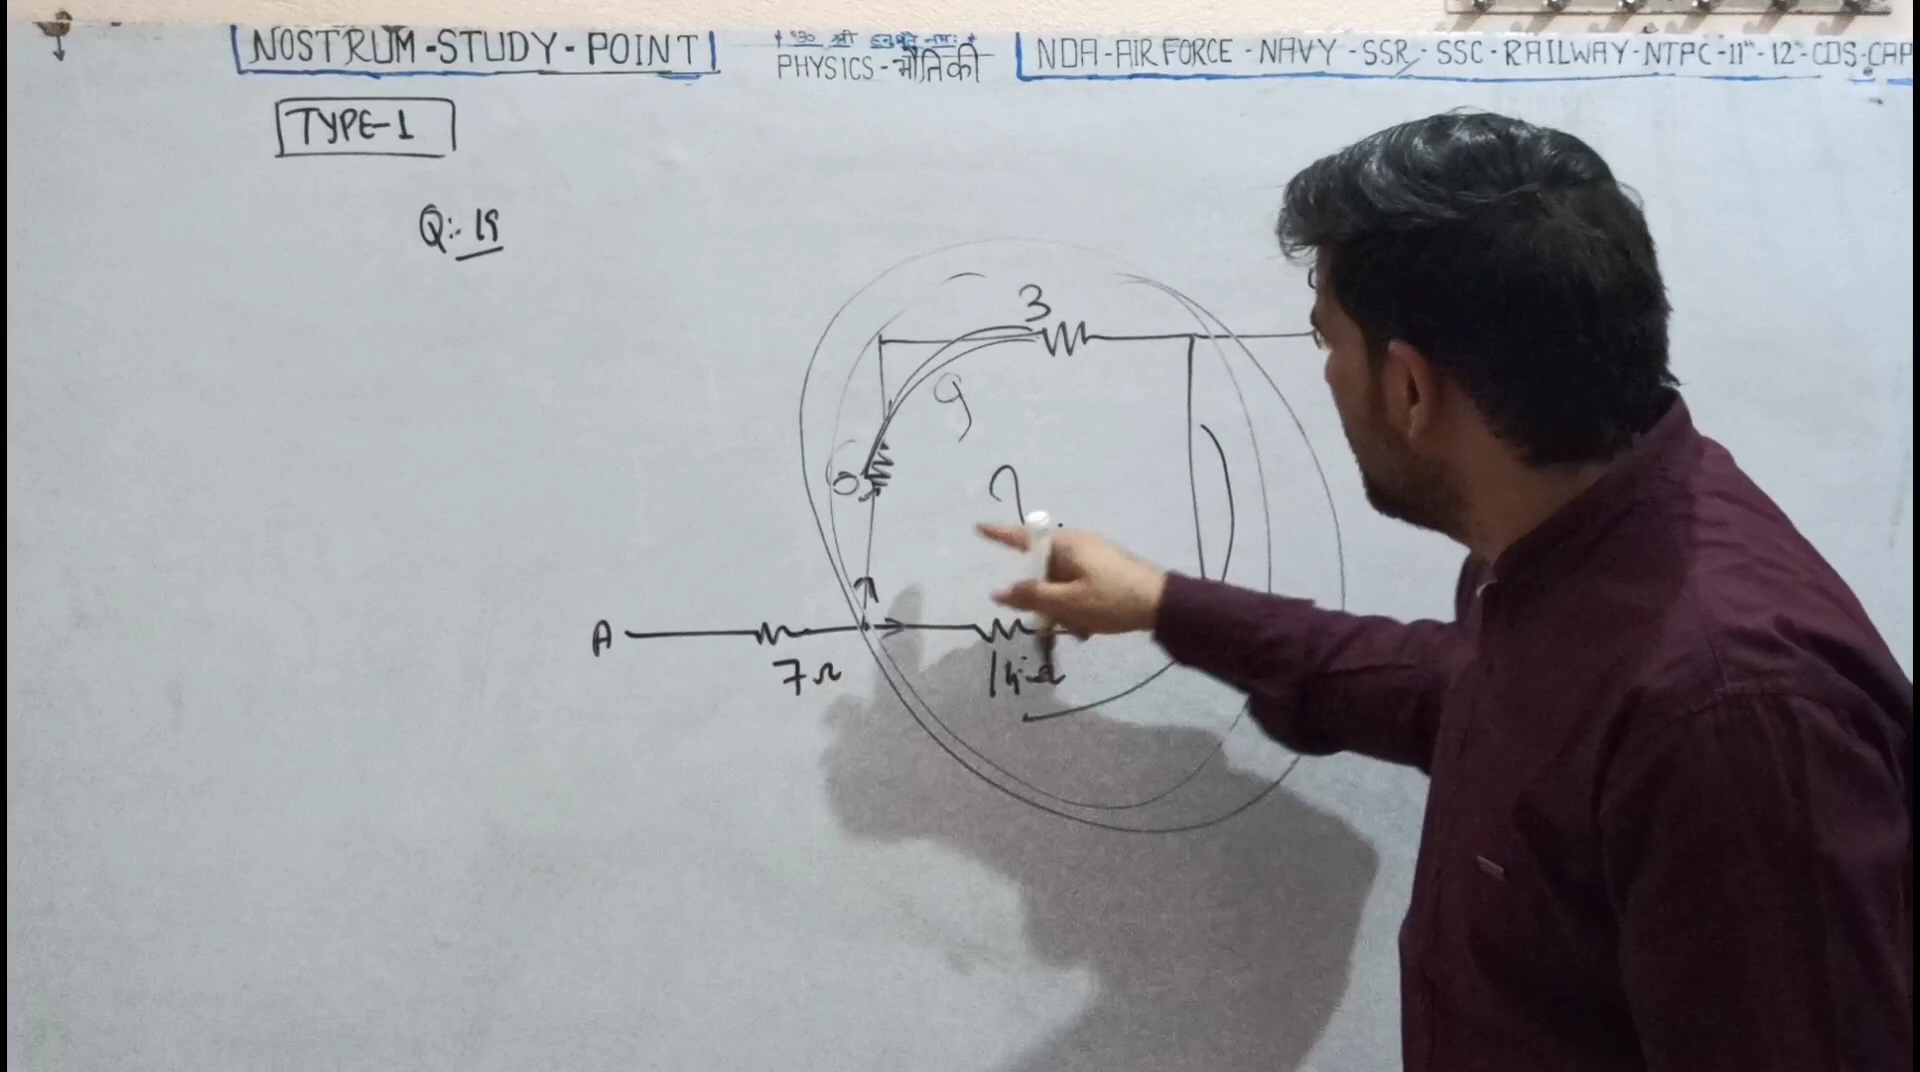 NOSTRUM-STUDY-POINT
PHYSICS-भौतिकी
NDA-AIR FORCE-NAVY-SSR-SSC-RAILWAY-NTPC-11th-12th-CDS-CAP
TYPE-1
Q:- 19
3
9
6
A
7Ω
14Ω